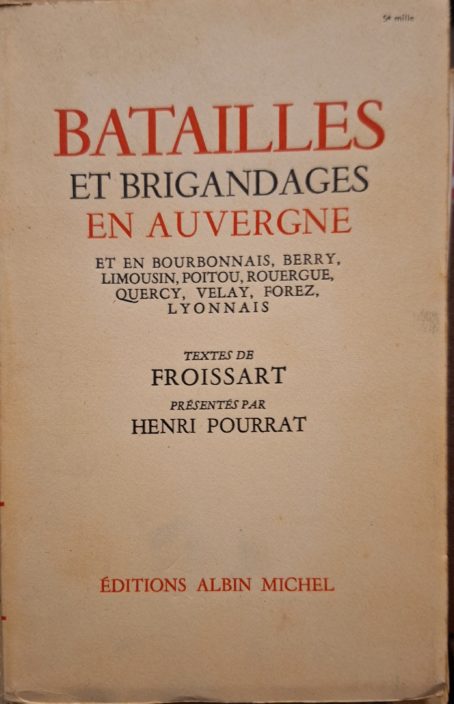 5e mille
BATAILLES
ET BRIGANDAGES
EN AUVERGNE
ET EN BOURBONNAIS, BERRY,
LIMOUSIN, POITOU, ROUERGUE,
QUERCY, VELAY, FOREZ,
LYONNAIS
TEXTES DE
FROISSART
PRÉSENTÉS PAR
HENRI POURRAT
ÉDITIONS ALBIN MICHEL